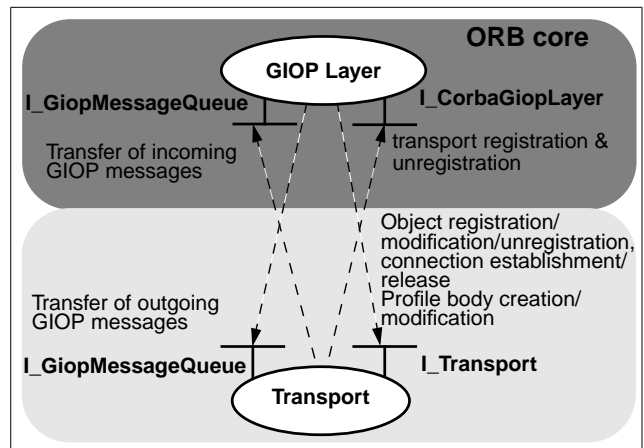 ORB core
GIOP Layer
I_GiopMessageQueue
I_CorbaGiopLayer
Transfer of incoming
GIOP messages
transport registration &
unregistration
Object registration/
modification/unregistration,
connection establishment/
release
Profile body creation/
modification
Transfer of outgoing
GIOP messages
I_GiopMessageQueue
I_Transport
Transport